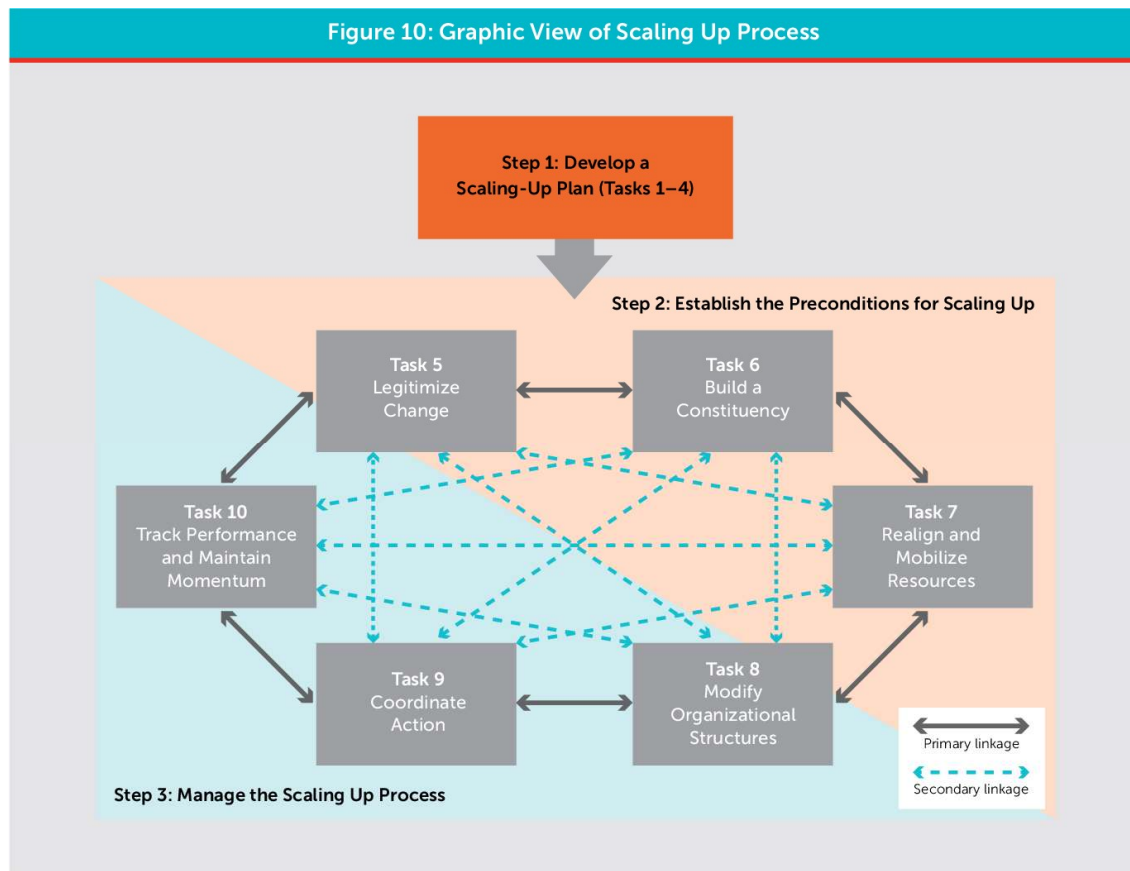 Figure 10: Graphic View of Scaling Up Process
Step 1: Develop a
Scaling-Up Plan (Tasks 1–4)
Step 2: Establish the Preconditions for Scaling Up
Task 5
Legitimize
Change
Task 6
Build a
Constituency
Task 10
Track Performance
and Maintain
Momentum
Task 7
Realign and
Mobilize
Resources
Task 9
Coordinate
Action
Task 8
Modify
Organizational
Structures
Primary linkage
Secondary linkage
Step 3: Manage the Scaling Up Process